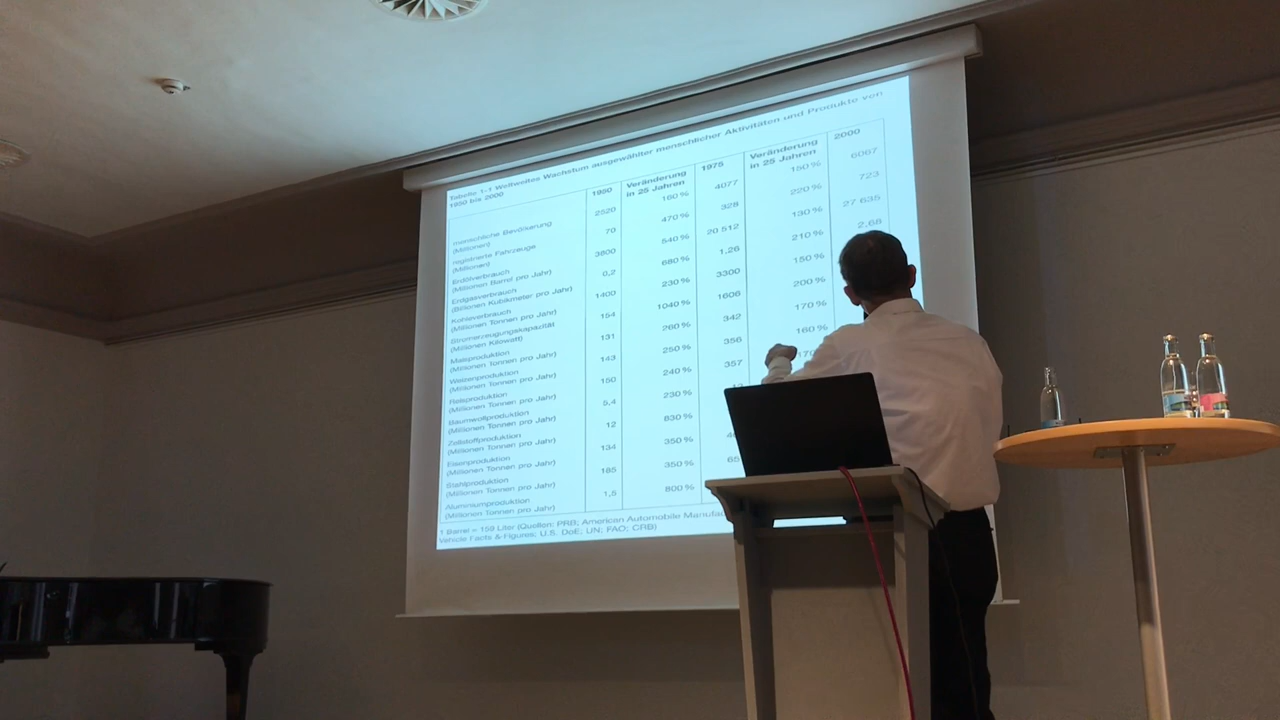 Tabelle 1-1 Weltweites Wachstum ausgewählter menschlicher Aktivitäten und Produkte von
1950 bis 2000
1950 Veränderung in 25 Jahren 1975 Veränderung in 25 Jahren 2000
menschliche Bevölkerung (Millionen) 2520 160 % 4077 150 % 6067
registrierte Fahrzeuge (Millionen) 70 470 % 328 220 % 723
Erdölverbrauch (Millionen Barrel pro Jahr) 3800 540 % 20 512 130 % 27 635
Erdgasverbrauch (Billionen Kubikmeter pro Jahr) 0,2 680 % 1,26 210 % 2,68
Kohleverbrauch (Millionen Tonnen pro Jahr) 1400 230 % 3300 150 %
Stromerzeugungskapazität (Millionen Kilowatt) 154 1040 % 1606 200 %
Maisproduktion (Millionen Tonnen pro Jahr) 131 260 % 342 170 %
Weizenproduktion (Millionen Tonnen pro Jahr) 143 250 % 356 160 %
Reisproduktion (Millionen Tonnen pro Jahr) 150 240 % 357
Baumwollproduktion (Millionen Tonnen pro Jahr) 5,4 230 %
Zellstoffproduktion (Millionen Tonnen pro Jahr) 12 830 %
Eisenproduktion (Millionen Tonnen pro Jahr) 134 350 %
Stahlproduktion (Millionen Tonnen pro Jahr) 185 350 %
Aluminiumproduktion (Millionen Tonnen pro Jahr) 1,5 800 %
1 Barrel = 159 Liter (Quellen: PRB; American Automobile
Vehicle Facts & Figures; U.S. DoE; UN; FAO; CRB)